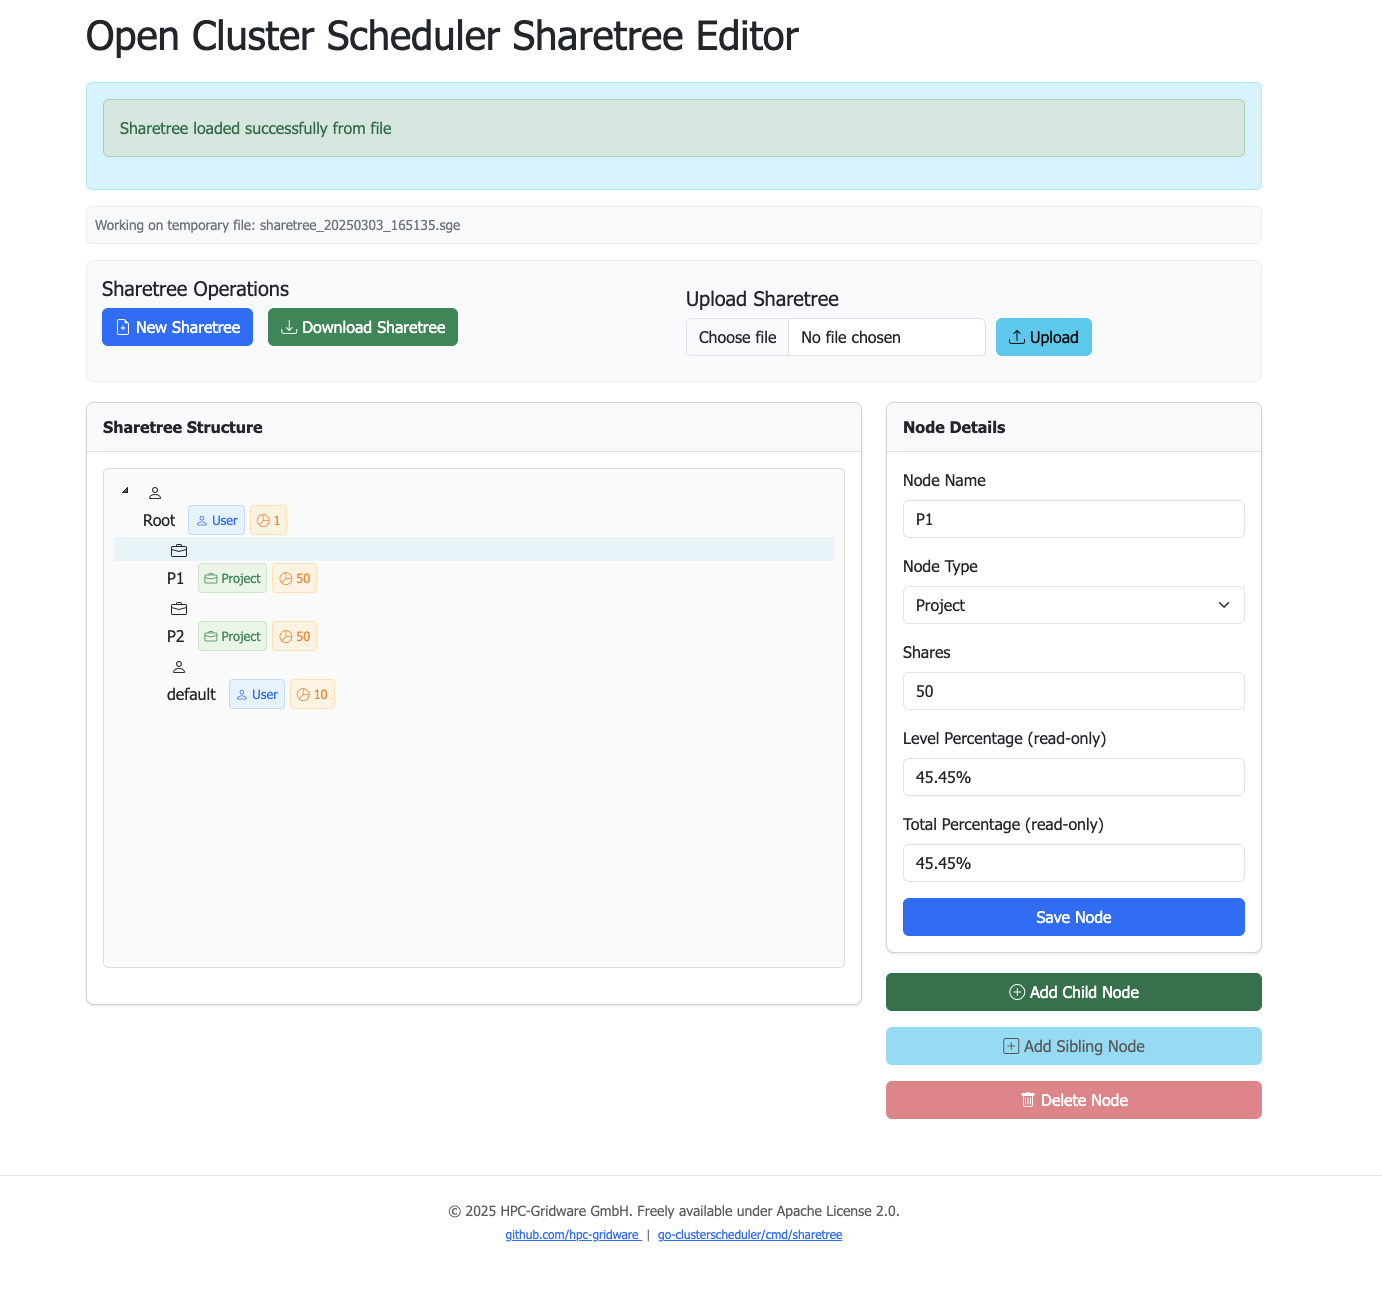 Open Cluster Scheduler Sharetree Editor
Sharetree loaded successfully from file
Working on temporary file: sharetree_20250303_165135.sge
Sharetree Operations
New Sharetree
Download Sharetree
Upload Sharetree
Choose file
No file chosen
Upload
Sharetree Structure
Root User 1
P1 Project 50
P2 Project 50
default User 10
Node Details
Node Name
P1
Node Type
Project
Shares
50
Level Percentage (read-only)
45.45%
Total Percentage (read-only)
45.45%
Save Node
Add Child Node
Add Sibling Node
Delete Node
© 2025 HPC-Gridware GmbH. Freely available under Apache License 2.0.
github.com/hpc-gridware | go-clusterscheduler/cmd/sharetree